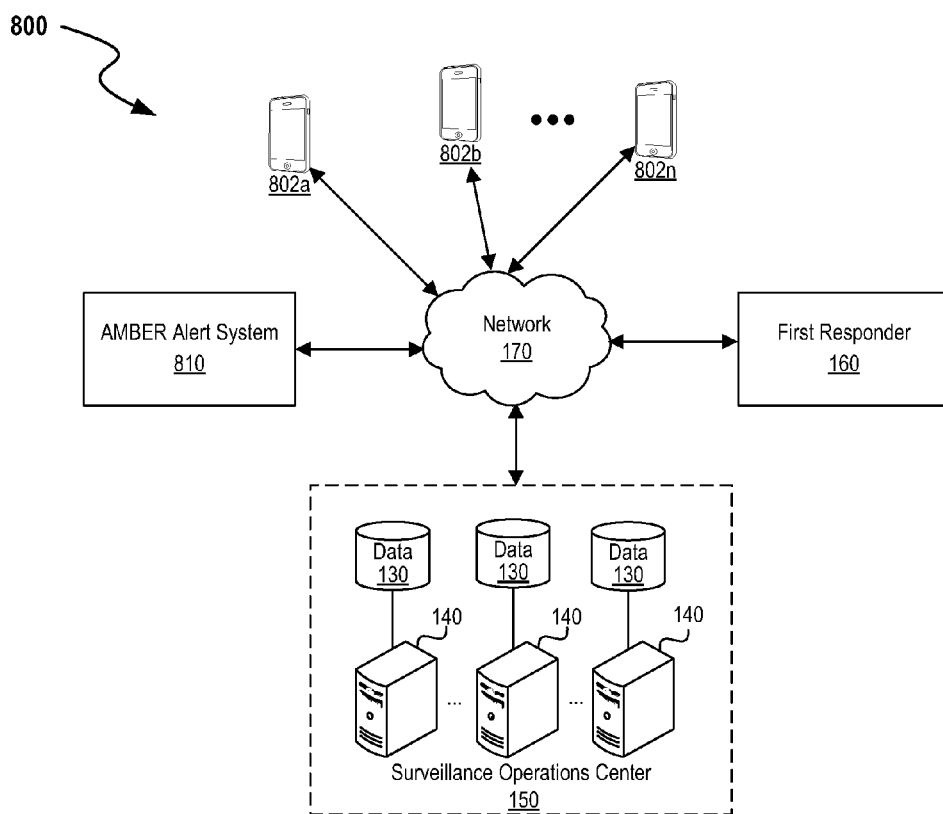 800
802a
802b
802n
AMBER Alert System
810
Network
170
First Responder
160
Data
130
Data
130
Data
130
140
140
140
...
...
Surveillance Operations Center
150